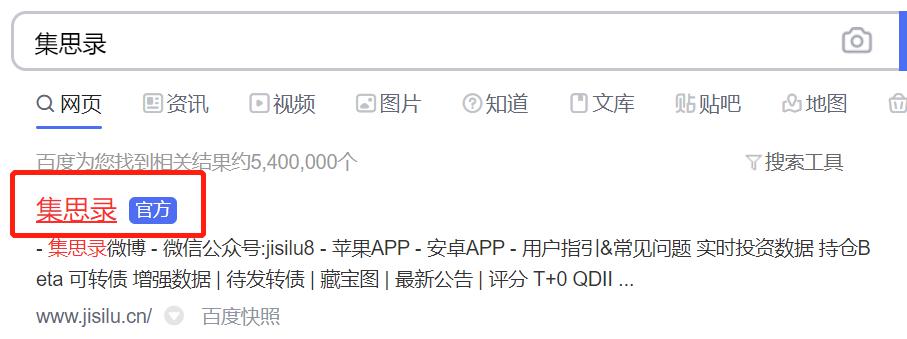 集思录
网页 资讯 视频 图片 知道 文库 贴吧 地图
百度为您找到相关结果约5,400,000个 搜索工具
集思录 官方
- 集思录微博 - 微信公众号:jisilu8 - 苹果APP - 安卓APP - 用户指引&常见问题 实时投资数据 持仓B
eta 可转债 增强数据 | 待发转债 | 藏宝图 | 最新公告 | 评分 T+0 QDII ...
www.jisilu.cn/ 百度快照